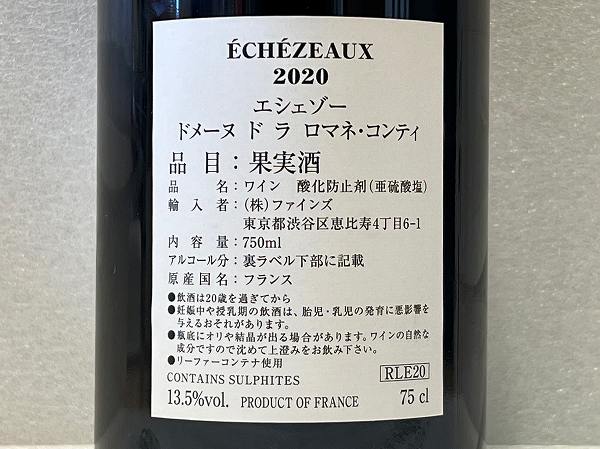 ÉCHÉZEAUX
2020
エシェゾー
ドメーヌ ド ラ ロマネ・コンティ
品 目：果実酒
品 名：ワイン 酸化防止剤(亜硫酸塩)
輸 入 者：(株)ファインズ
東京都渋谷区恵比寿4丁目6-1
内 容 量：750ml
アルコール分：裏ラベル下部に記載
原 産 国 名：フランス
●飲酒は20歳を過ぎてから
●妊娠中や授乳期の飲酒は、胎児・乳児の発育に悪影響を
与えるおそれがあります。
●瓶底にオリや結晶が出る場合があります。ワインの自然な
成分ですので沈めて上澄みをお飲み下さい。
●リーファーコンテナ使用
CONTAINS SULPHITES RLE20
13.5%vol. PRODUCT OF FRANCE 75 cl